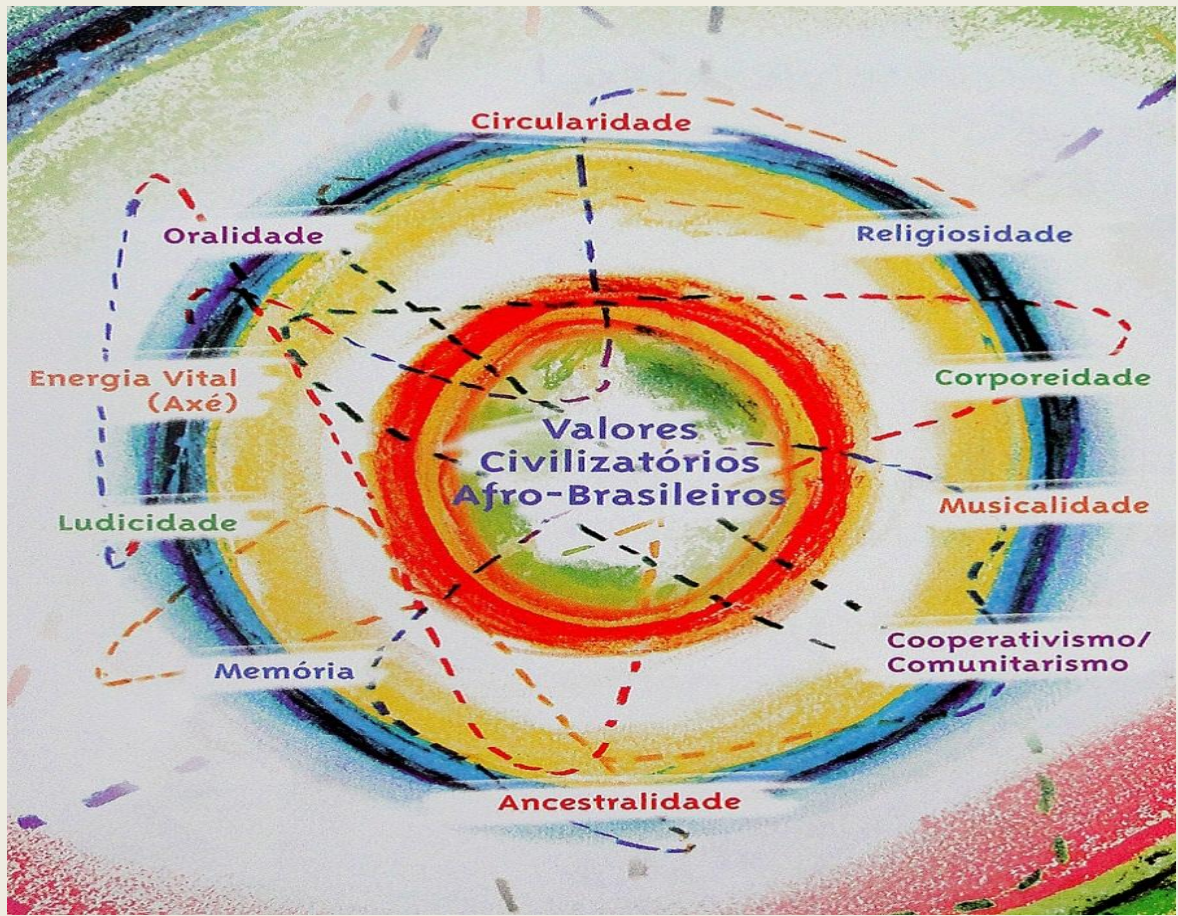 Circularidade
Oralidade
Religiosidade
Energia Vital
(Axé)
Corporeidade
Valores
Civilizatórios
Afro-Brasileiros
Ludicidade
Musicalidade
Memória
Cooperativismo/
Comunitarismo
Ancestralidade